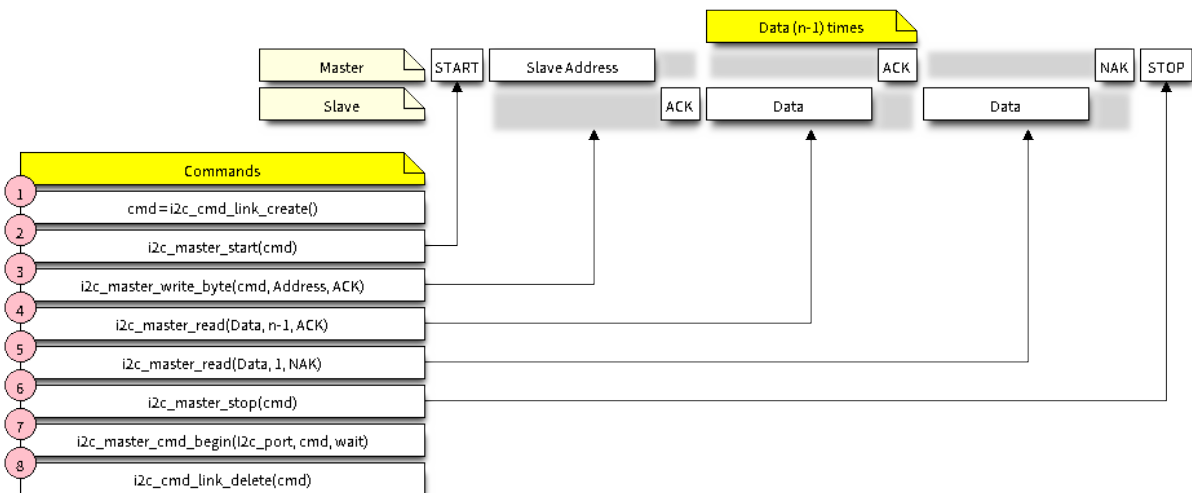 Data (n-1) times
Master START Slave Address ACK NAK STOP
Slave ACK Data Data
Commands
1
cmd = i2c_cmd_link_create()
2
i2c_master_start(cmd)
3
i2c_master_write_byte(cmd, Address, ACK)
4
i2c_master_read(Data, n-1, ACK)
5
i2c_master_read(Data, 1, NAK)
6
i2c_master_stop(cmd)
7
i2c_master_cmd_begin(I2c_port, cmd, wait)
8
i2c_cmd_link_delete(cmd)